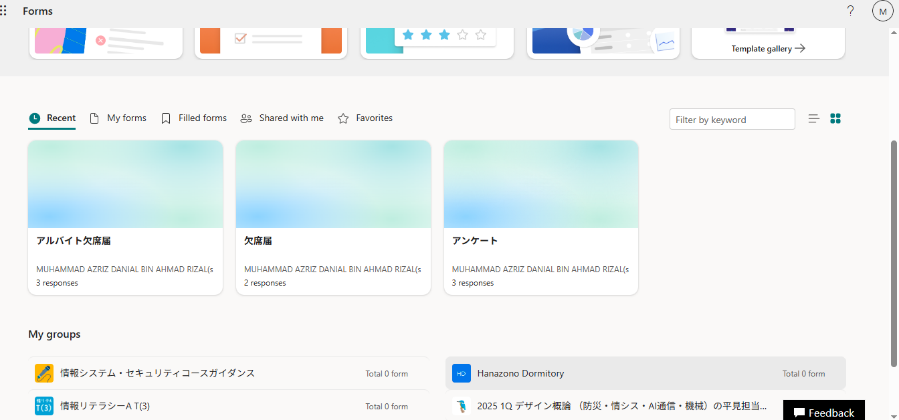 Forms
?
M
Template gallery
Recent
My forms
Filled forms
Shared with me
Favorites
Filter by keyword
アルバイト欠席届
MUHAMMAD AZRIZ DANIAL BIN AHMAD RIZAL(s
3 responses
欠席届
MUHAMMAD AZRIZ DANIAL BIN AHMAD RIZAL(s
2 responses
アンケート
MUHAMMAD AZRIZ DANIAL BIN AHMAD RIZAL(s
3 responses
My groups
情報システム・セキュリティコースガイダンス
Total 0 form
HD
Hanazono Dormitory
Total 0 form
T(3)
情報リテラシーA T(3)
Total 0 form
2025 1Q デザイン概論 （防災・情シス・AI通信・機械）の平見担当...
Feedback